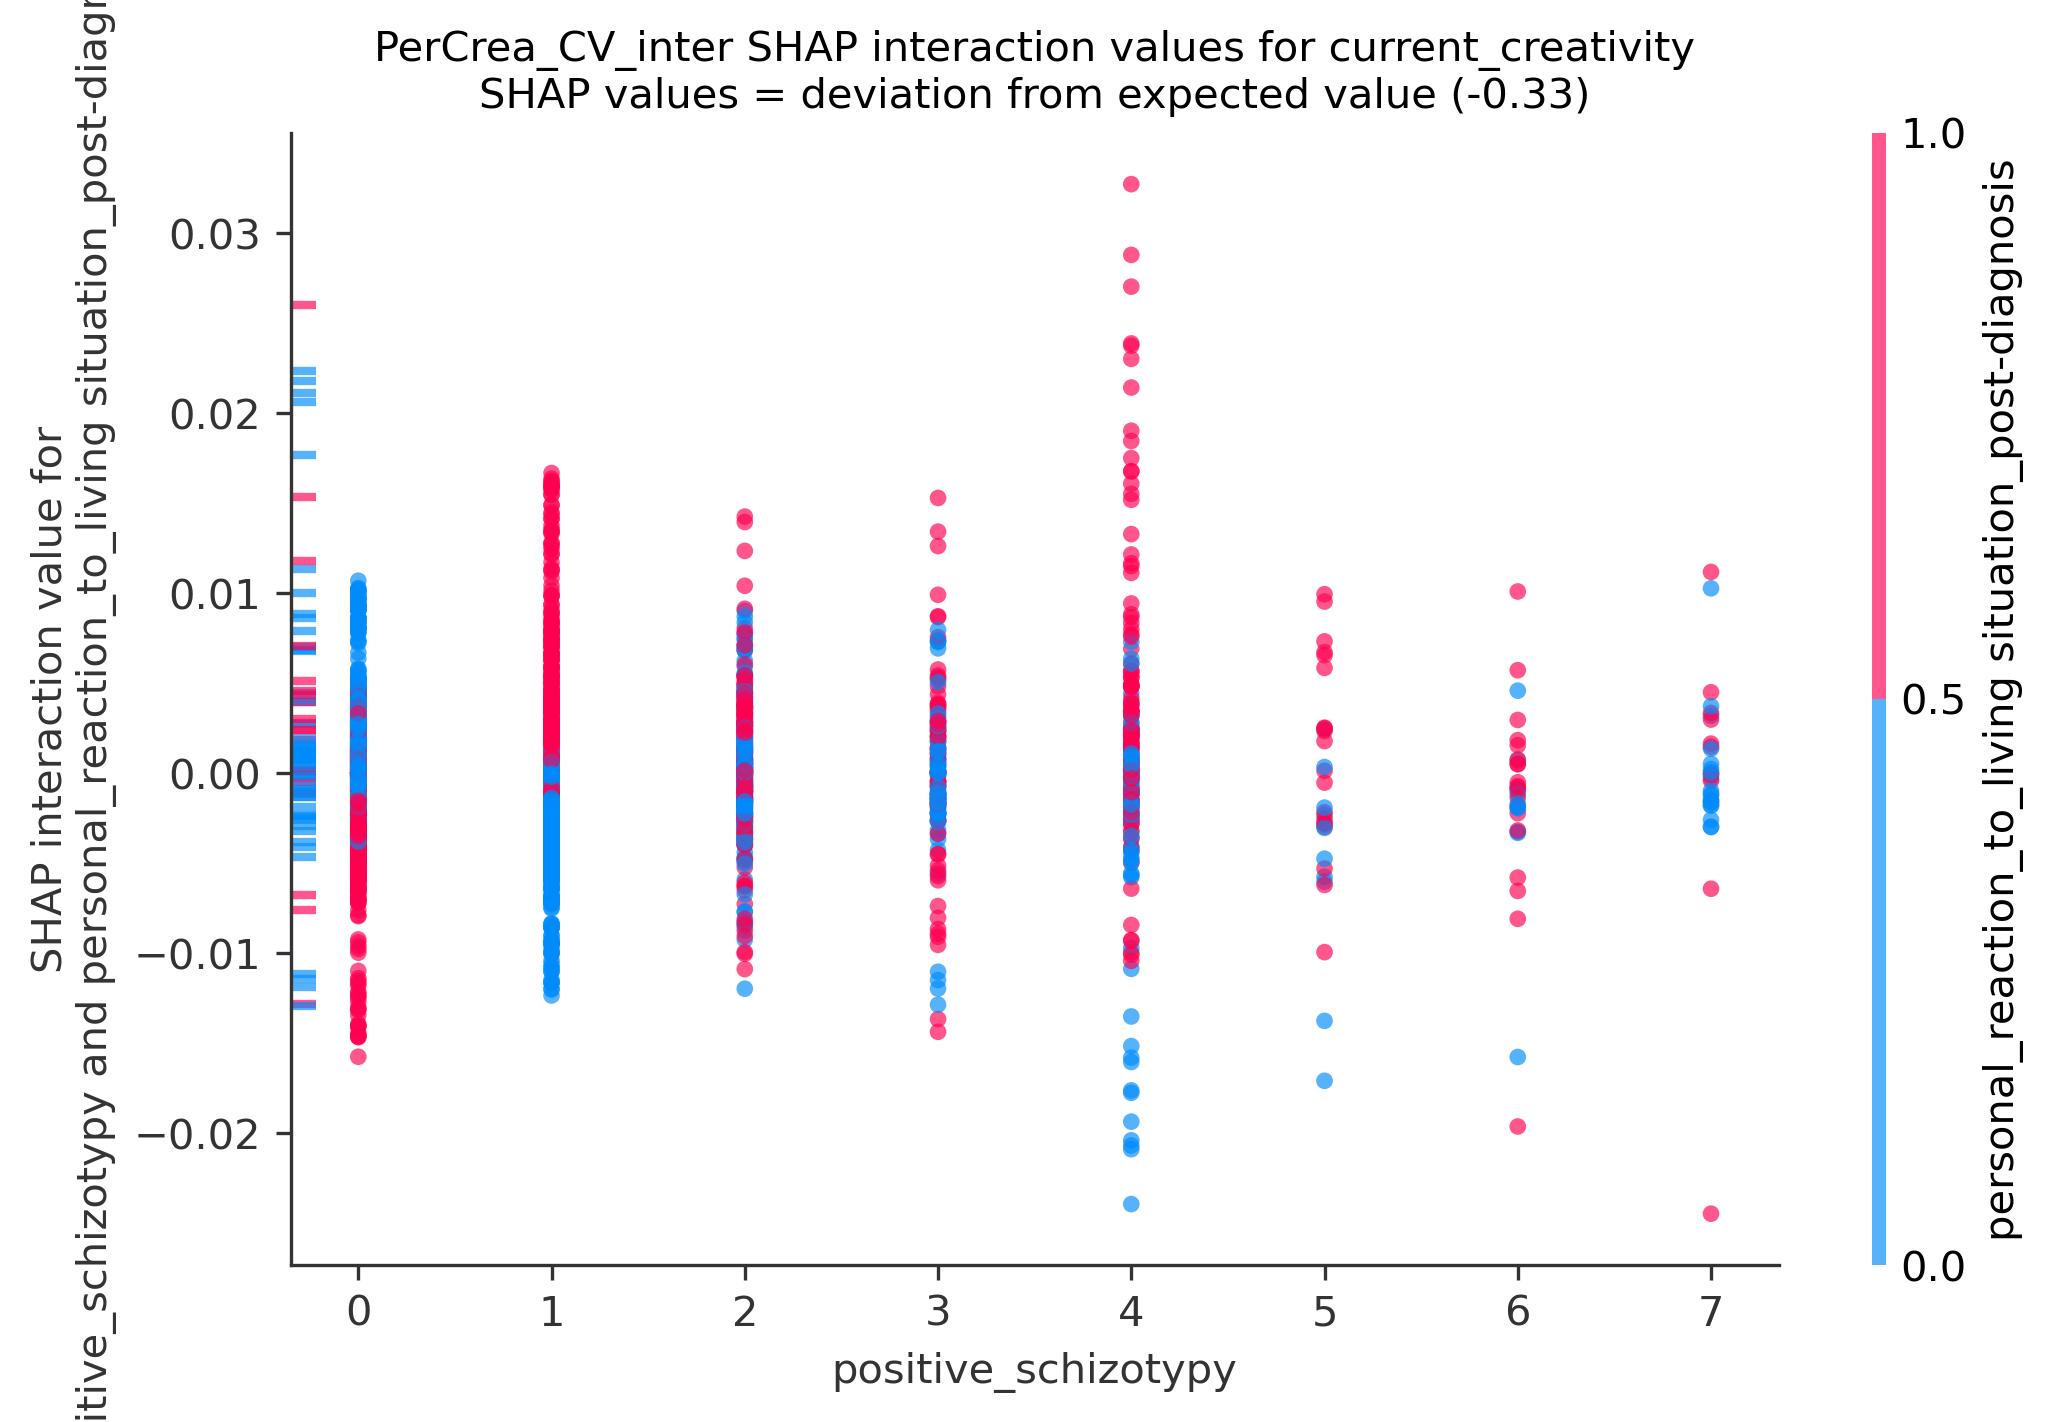 PerCrea_CV_inter SHAP interaction values for current_creativity
SHAP values = deviation from expected value (-0.33)
SHAP interaction value for
itive_schizotypy and personal_reaction_to_living situation_post-diagn
0.03
0.02
0.01
0.00
−0.01
−0.02
0
1
2
3
4
5
6
7
positive_schizotypy
1.0
0.5
0.0
personal_reaction_to_living situation_post-diagnosis